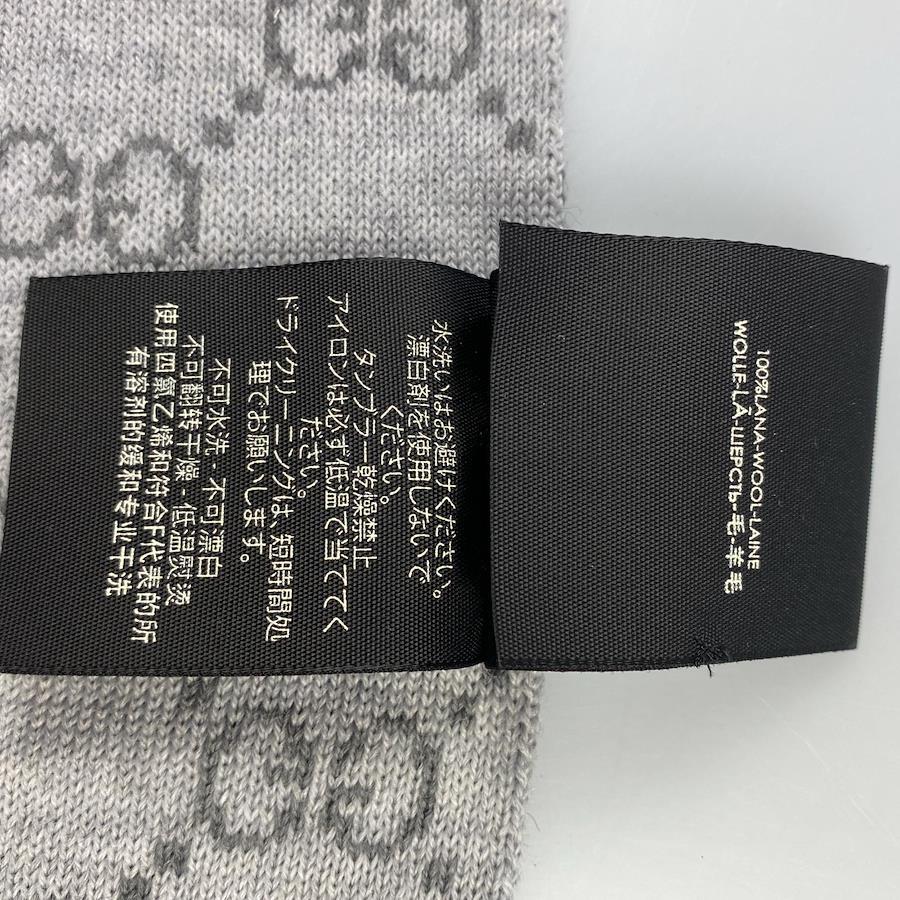 100%LANA-WOOL-LAINE
WOLLE-LÃ-ШЕРСТЬ-毛-羊毛
水洗いはお避けください。
漂白剤を使用しないで
ください。
タンブラー乾燥禁止
アイロンは必ず低温で当ててく
ださい。
ドライクリーニングは、短時間処
理でお願いします。
不可水洗-不可漂白
不可翻转干燥-低温熨烫
使用四氯乙烯和符合F代表的所
有溶剂的缓和专业干洗